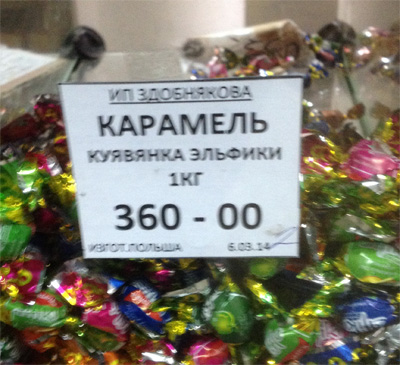 ИП ЗДОБНЯКОВА
КАРАМЕЛЬ
КУЯВЯНКА ЭЛЬФИКИ
1КГ
360 - 00
ИЗГОТ.ПОЛЬША 6.03.14